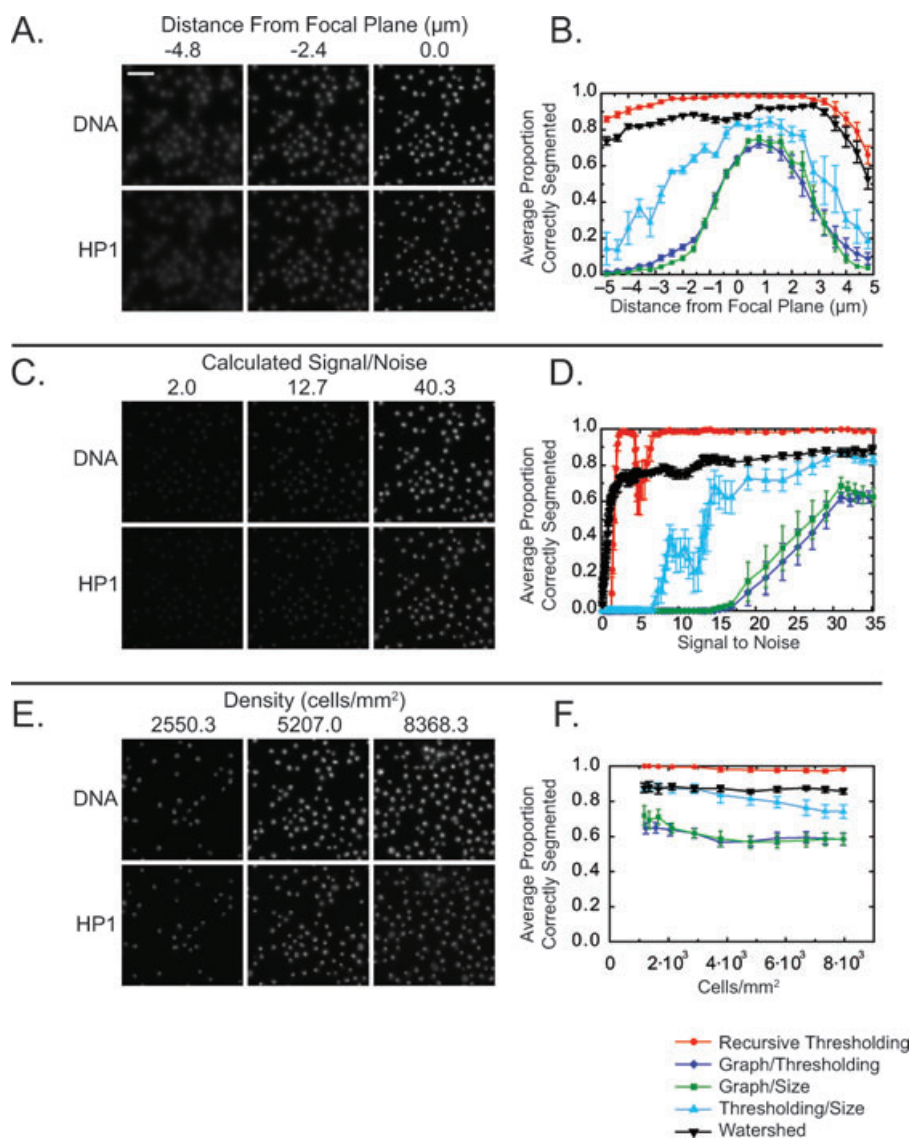 A.
Distance From Focal Plane (µm)
-4.8 -2.4 0.0
DNA
HP1
B.
Average Proportion
Correctly Segmented
1.0
0.8
0.6
0.4
0.2
0.0
–5 –4 –3 –2 –1 0 1 2 3 4 5
Distance from Focal Plane (µm)
C.
Calculated Signal/Noise
2.0 12.7 40.3
DNA
HP1
D.
Average Proportion
Correctly Segmented
1.0
0.8
0.6
0.4
0.2
0.0
0 5 10 15 20 25 30 35
Signal to Noise
E.
Density (cells/mm²)
2550.3 5207.0 8368.3
DNA
HP1
F.
Average Proportion
Correctly Segmented
1.0
0.8
0.6
0.4
0.2
0.0
0 2·10³ 4·10³ 6·10³ 8·10³
Cells/mm²
Recursive Thresholding
Graph/Thresholding
Graph/Size
Thresholding/Size
Watershed